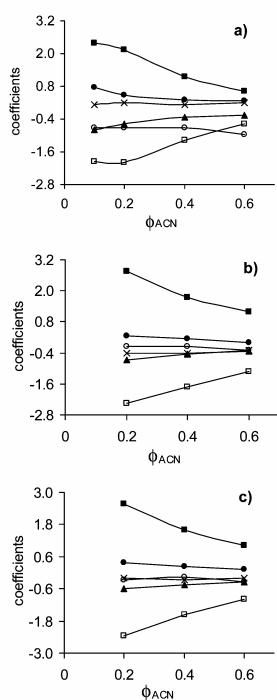 a)
coefficients
3.2
2.0
0.8
-0.4
-1.6
-2.8
0 0.2 0.4 0.6
ϕACN
b)
coefficients
3.2
2.0
0.8
-0.4
-1.6
-2.8
0 0.2 0.4 0.6
ϕACN
c)
coefficients
3.0
1.8
0.6
-0.6
-1.8
-3.0
0 0.2 0.4 0.6
ϕACN